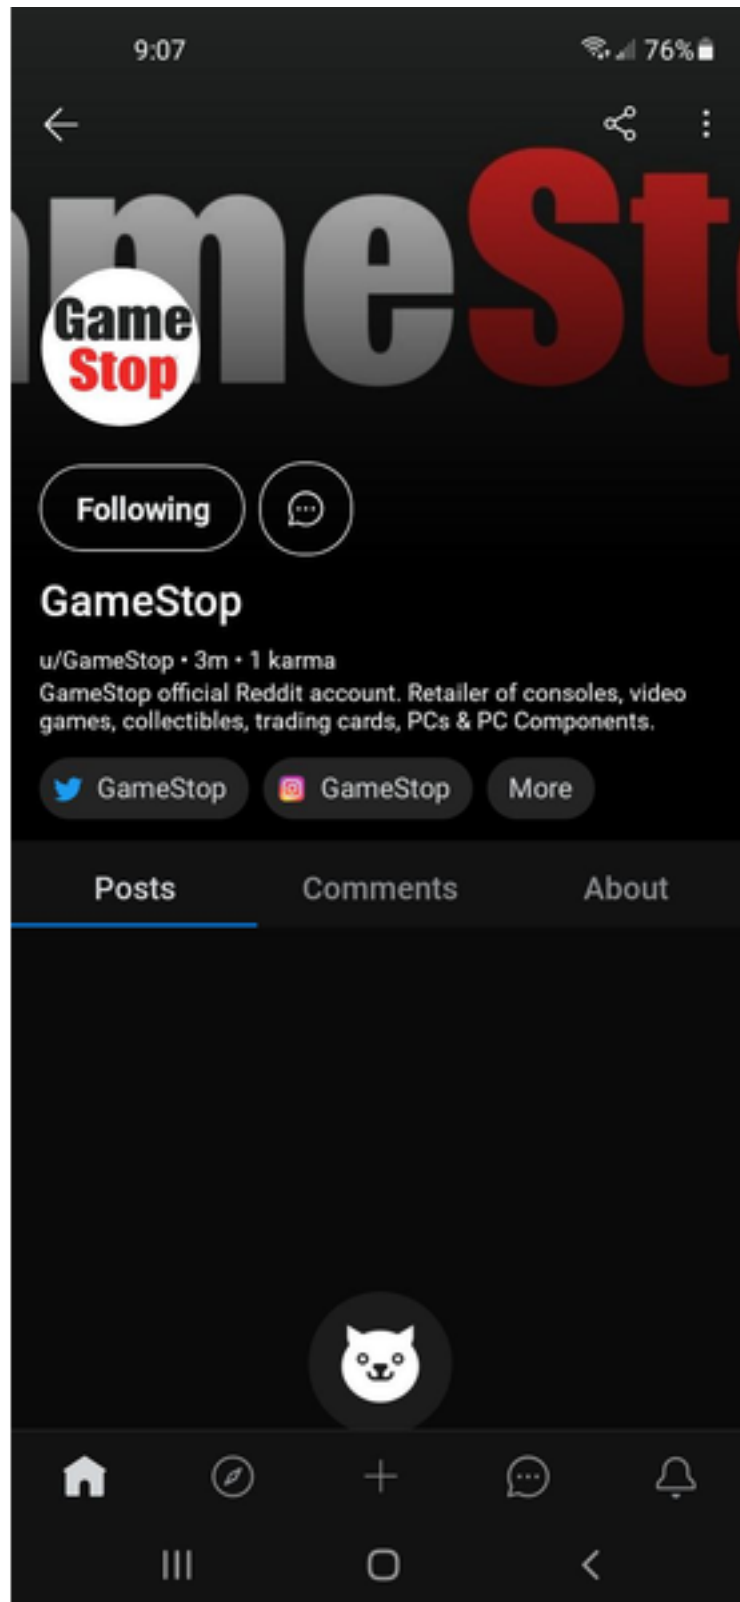 9:07
76%
ameSt
Game
Stop
Following
GameStop
u/GameStop • 3m • 1 karma
GameStop official Reddit account. Retailer of consoles, video
games, collectibles, trading cards, PCs & PC Components.
GameStop GameStop More
Posts Comments About